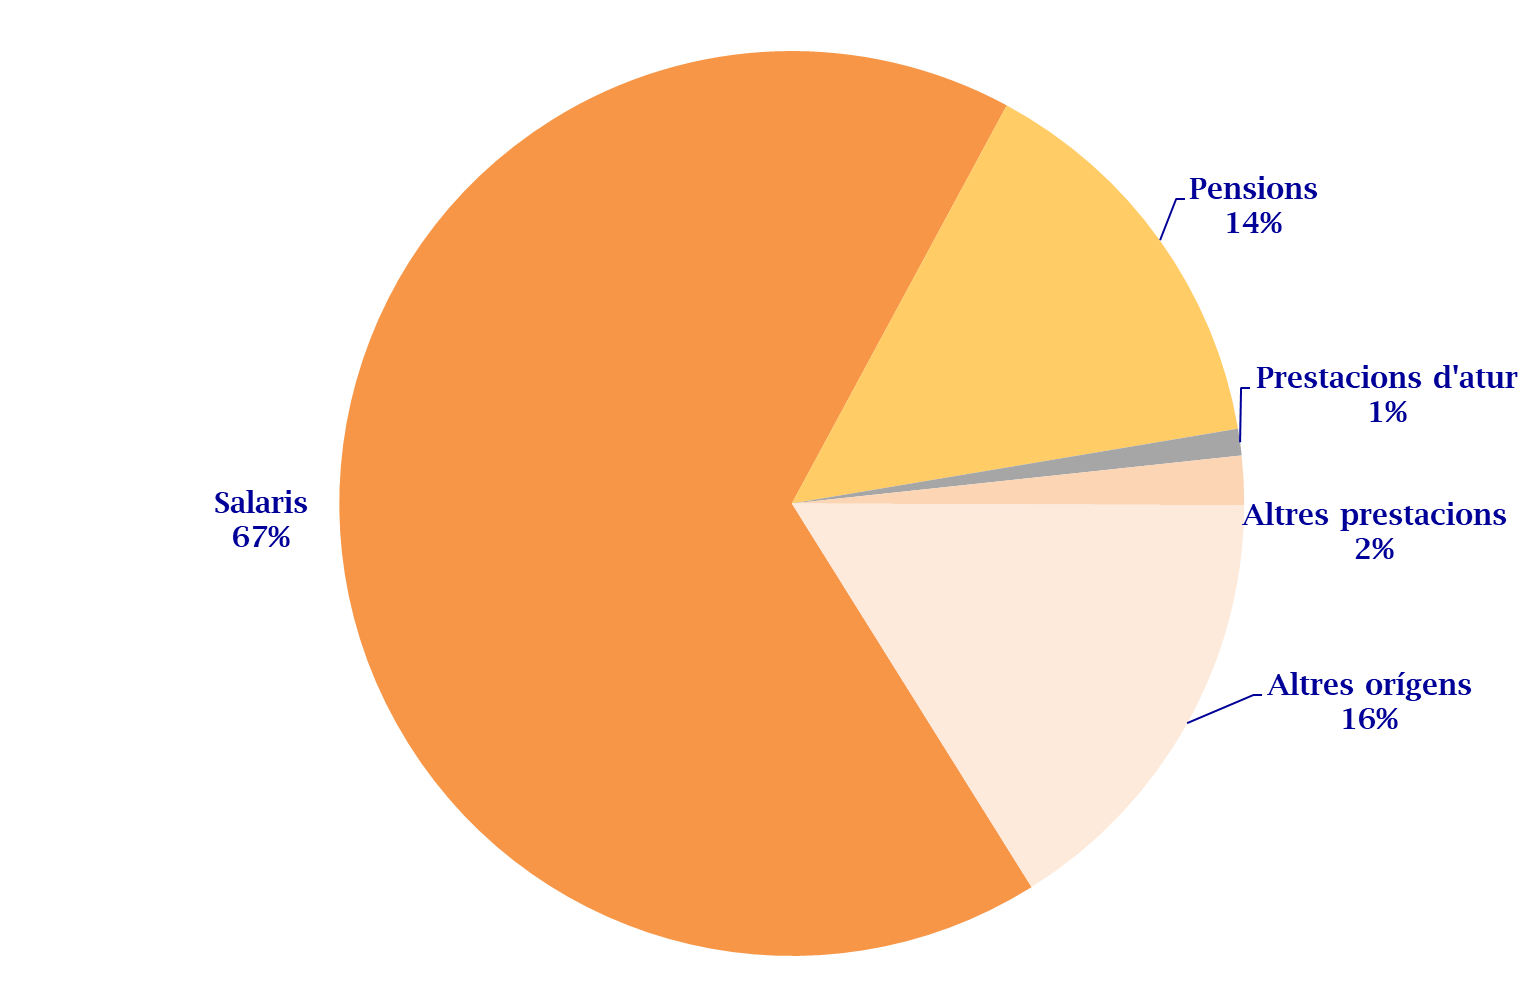 Pensions
14%
Prestacions d'atur
1%
Salaris
67%
Altres prestacions
2%
Altres orígens
16%